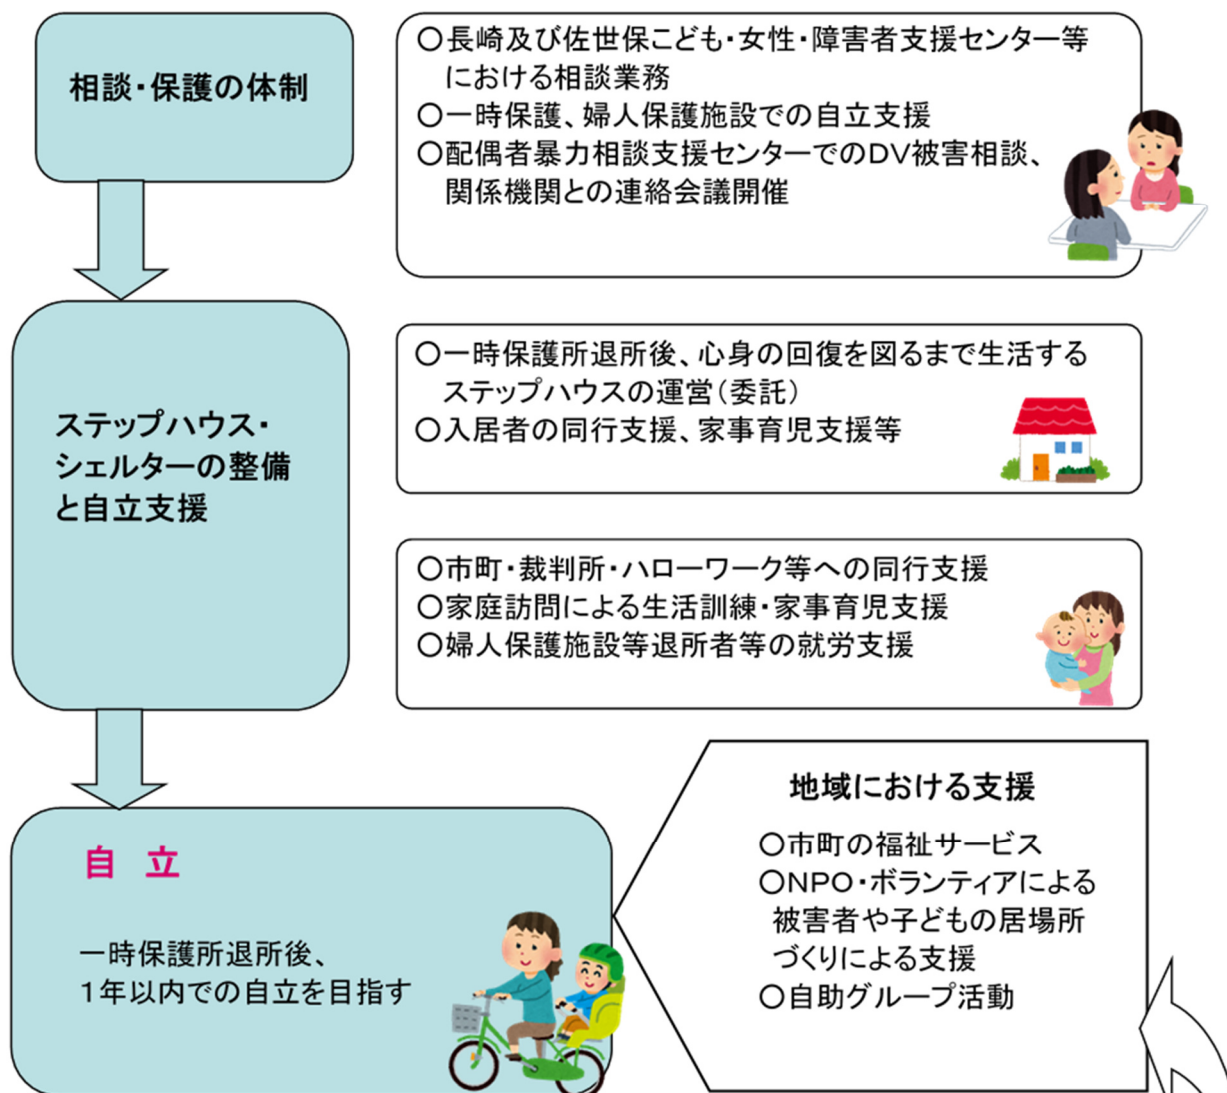 相談・保護の体制
○長崎及び佐世保こども・女性・障害者支援センター等
における相談業務
○一時保護、婦人保護施設での自立支援
○配偶者暴力相談支援センターでのDV被害相談、
関係機関との連絡会議開催
ステップハウス・
シェルターの整備
と自立支援
○一時保護所退所後、心身の回復を図るまで生活する
ステップハウスの運営（委託）
○入居者の同行支援、家事育児支援等
○市町・裁判所・ハローワーク等への同行支援
○家庭訪問による生活訓練・家事育児支援
○婦人保護施設等退所者等の就労支援
自　立
一時保護所退所後、
１年以内での自立を目指す
地域における支援
○市町の福祉サービス
○NPO・ボランティアによる
被害者や子どもの居場所
づくりによる支援
○自助グループ活動